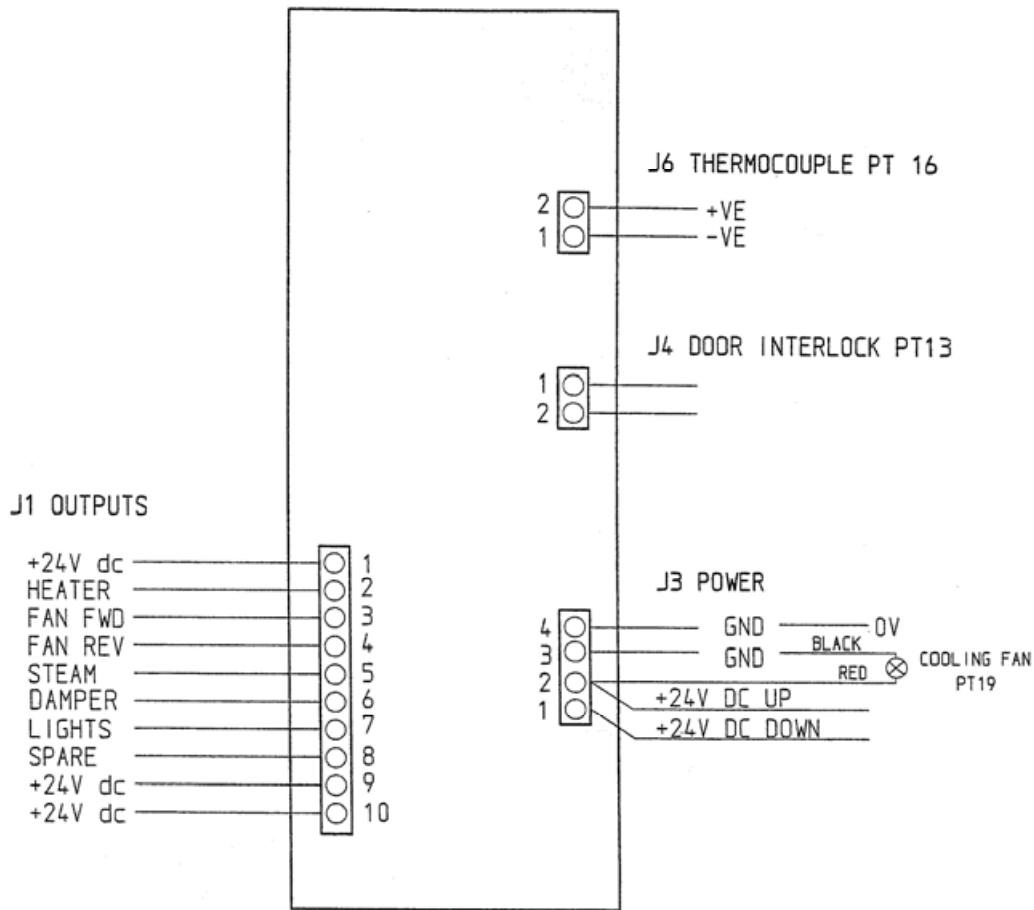 J6 THERMOCOUPLE PT 16
2 +VE
1 -VE
J4 DOOR INTERLOCK PT13
1
2
J1 OUTPUTS
+24V dc 1
HEATER 2
FAN FWD 3
FAN REV 4
STEAM 5
DAMPER 6
LIGHTS 7
SPARE 8
+24V dc 9
+24V dc 10
J3 POWER
4 GND 0V
BLACK
3 GND
COOLING FAN
PT19
2 RED
+24V DC UP
1
+24V DC DOWN